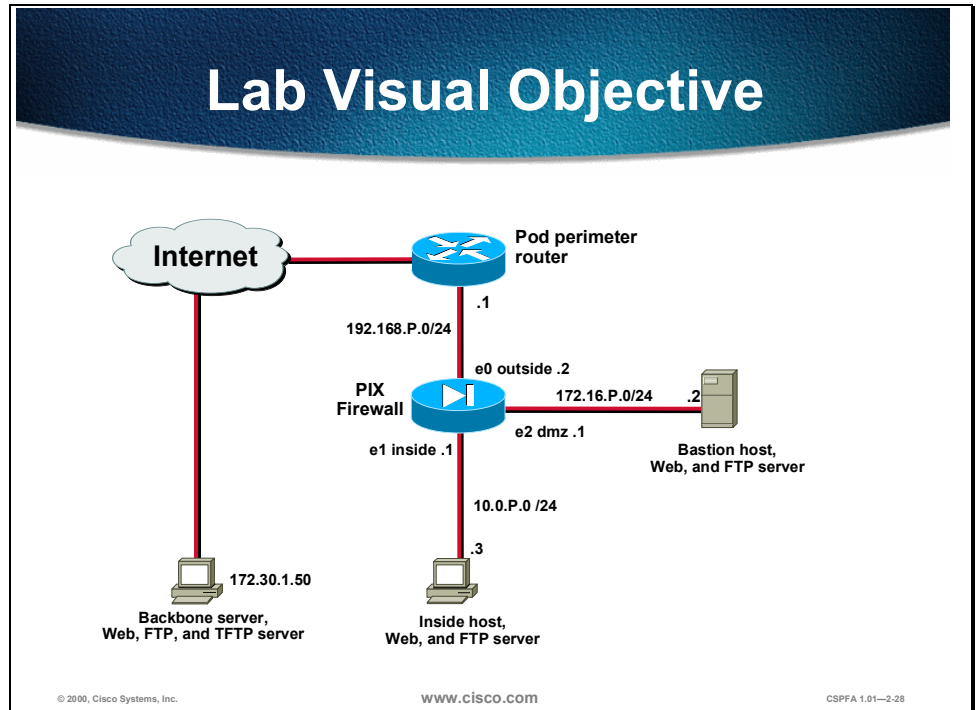 Lab Visual Objective
Internet
Pod perimeter
router
.1
192.168.P.0/24
e0 outside .2
PIX
Firewall
172.16.P.0/24
.2
e2 dmz .1
e1 inside .1
Bastion host,
Web, and FTP server
10.0.P.0 /24
.3
172.30.1.50
Backbone server,
Web, FTP, and TFTP server
Inside host,
Web, and FTP server
© 2000, Cisco Systems, Inc.
www.cisco.com
CSPFA 1.01—2-28